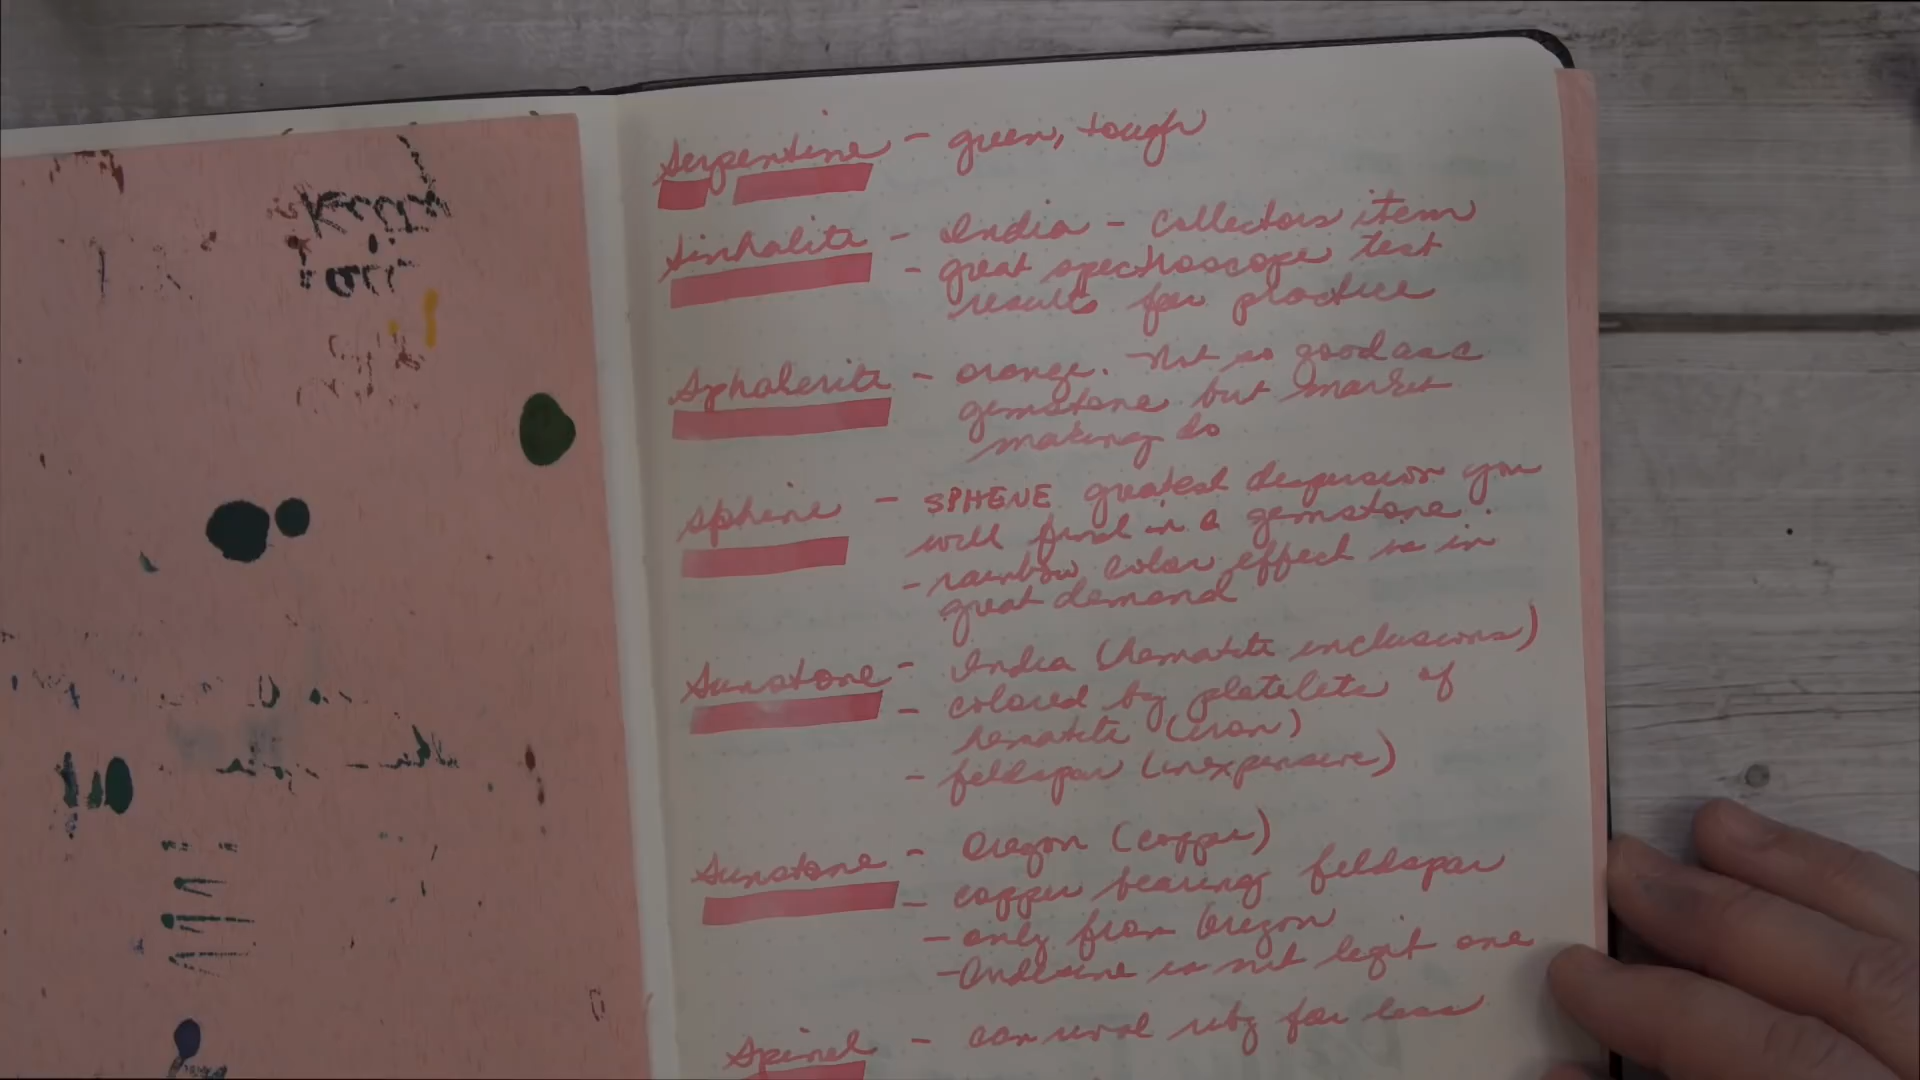 Serpentine - green, tough
Sinhalite - India - Collectors item
- great spectroscope test
results for practice
Sphalerite - orange. Not so good as a
gemstone but market
making do
Sphene - SPHENE greatest dispersion you
will find in a gemstone.
- rainbow color effect is in
great demand
Sunstone - India (hematite inclusions)
- colored by platelets of
hematite (iron)
- feldspar (inexpensive)
Sunstone - Oregon (copper)
- copper bearing feldspar
- only from Oregon
- Andesine is not legit one
Spinel - can rival ruby for less